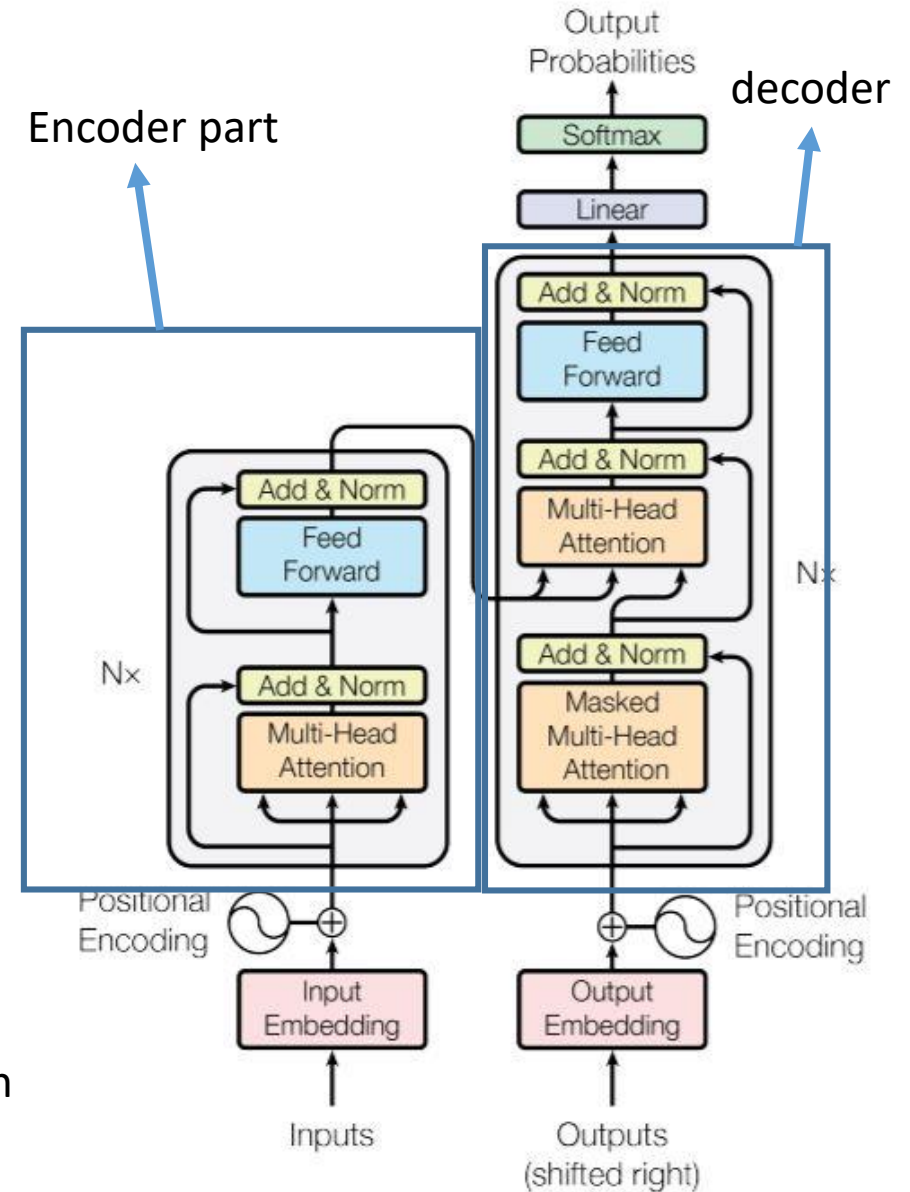 Output
Probabilities
decoder
Encoder part
Softmax
Linear
Add & Norm
Feed
Forward
Add & Norm
Multi-Head
Attention
Nx
Add & Norm
Masked
Multi-Head
Attention
Add & Norm
Feed
Forward
Nx
Add & Norm
Multi-Head
Attention
Positional
Encoding
Positional
Encoding
Input
Embedding
Output
Embedding
Inputs
Outputs
(shifted right)